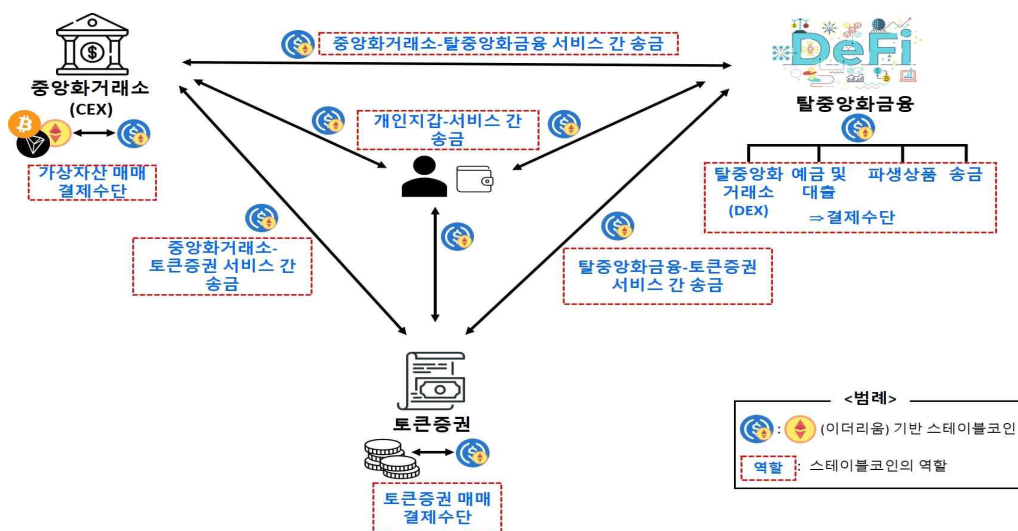 중앙화거래소-탈중앙화금융 서비스 간 송금
DeFi
중앙화거래소
(CEX)
탈중앙화금융
개인지갑-서비스 간
송금
가상자산 매매
결제수단
탈중앙화
거래소
(DEX)
예금 및
대출
파생상품
송금
⇒결제수단
중앙화거래소-
토큰증권 서비스 간
송금
탈중앙화금융-토큰증권
서비스 간 송금
토큰증권
토큰증권 매매
결제수단
<범례>
: (이더리움) 기반 스테이블코인
역할 : 스테이블코인의 역할